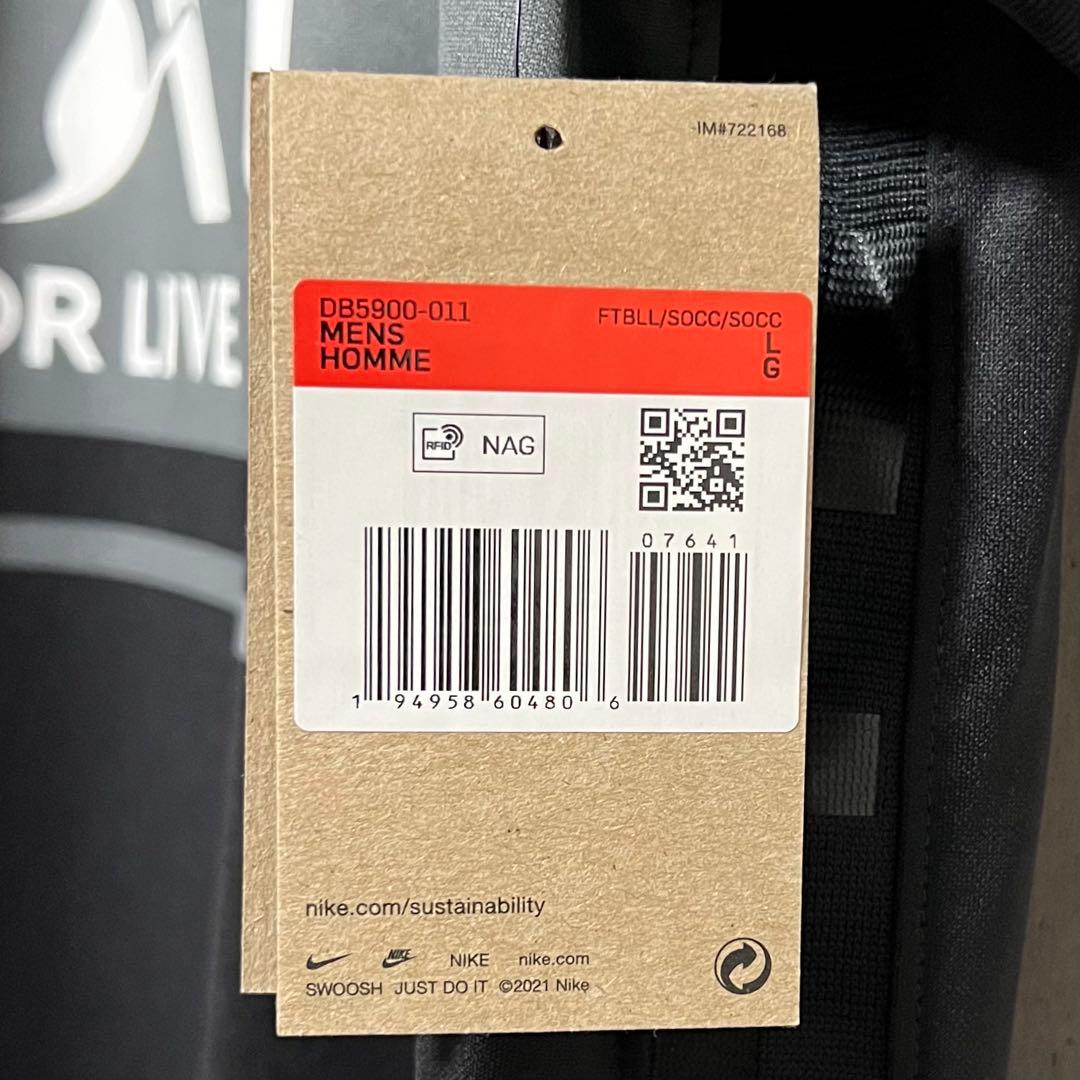 OR LIVE
IM#722168
DB5900-011
MENS
HOMME
FTBLL/SOCC/SOCC
L
G
RFID NAG
07641
1 94958 60480 6
nike.com/sustainability
NIKE NIKE nike.com
SWOOSH JUST DO IT ©2021 Nike